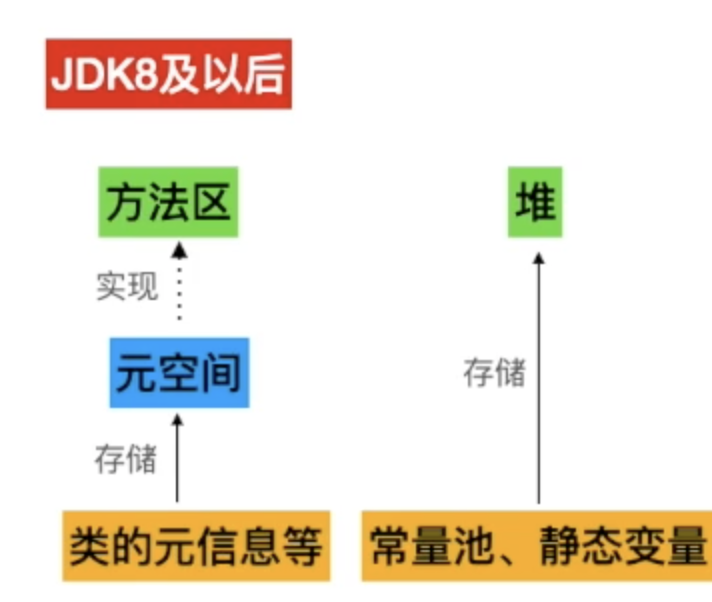 JDK8及以后
方法区
堆
实现
元空间
存储
存储
类的元信息等
常量池、静态变量